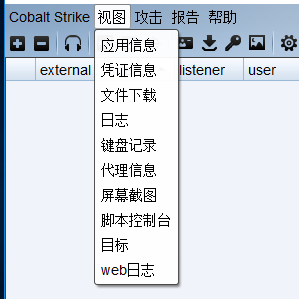 Cobalt Strike 视图 攻击 报告 帮助
external listener user
应用信息
凭证信息
文件下载
日志
键盘记录
代理信息
屏幕截图
脚本控制台
目标
web日志